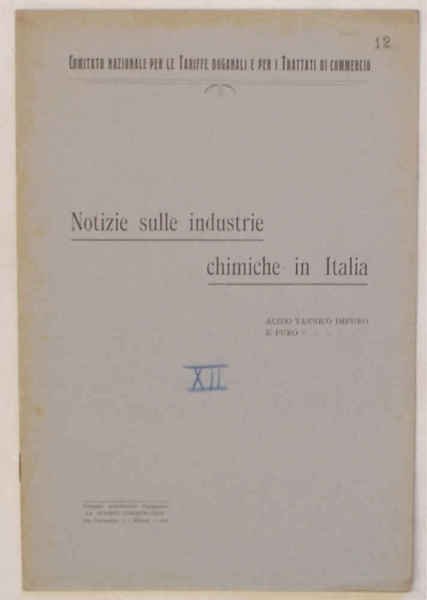 12
COMITATO NAZIONALE PER LE TARIFFE DOGANALI E PER I TRATTATI DI COMMERCIO
Notizie sulle industrie
chimiche in Italia
ACIDO TANNICO IMPURO
E PURO
XII